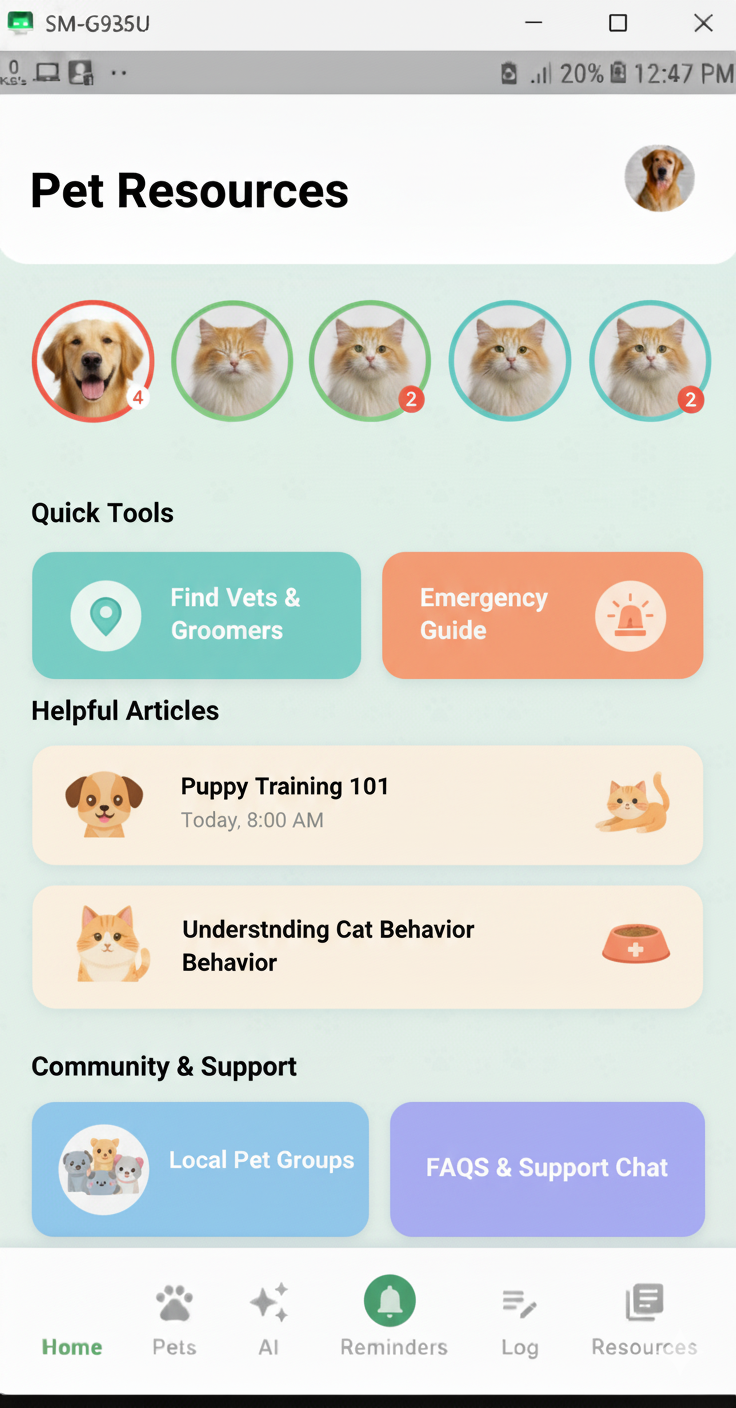 SM-G935U
0
K.S's
20% 12:47 PM
Pet Resources
4
2
2
Quick Tools
Find Vets &
Groomers
Emergency
Guide
Helpful Articles
Puppy Training 101
Today, 8:00 AM
Understnding Cat Behavior
Behavior
Community & Support
Local Pet Groups
FAQS & Support Chat
Home
Pets
AI
Reminders
Log
Resources